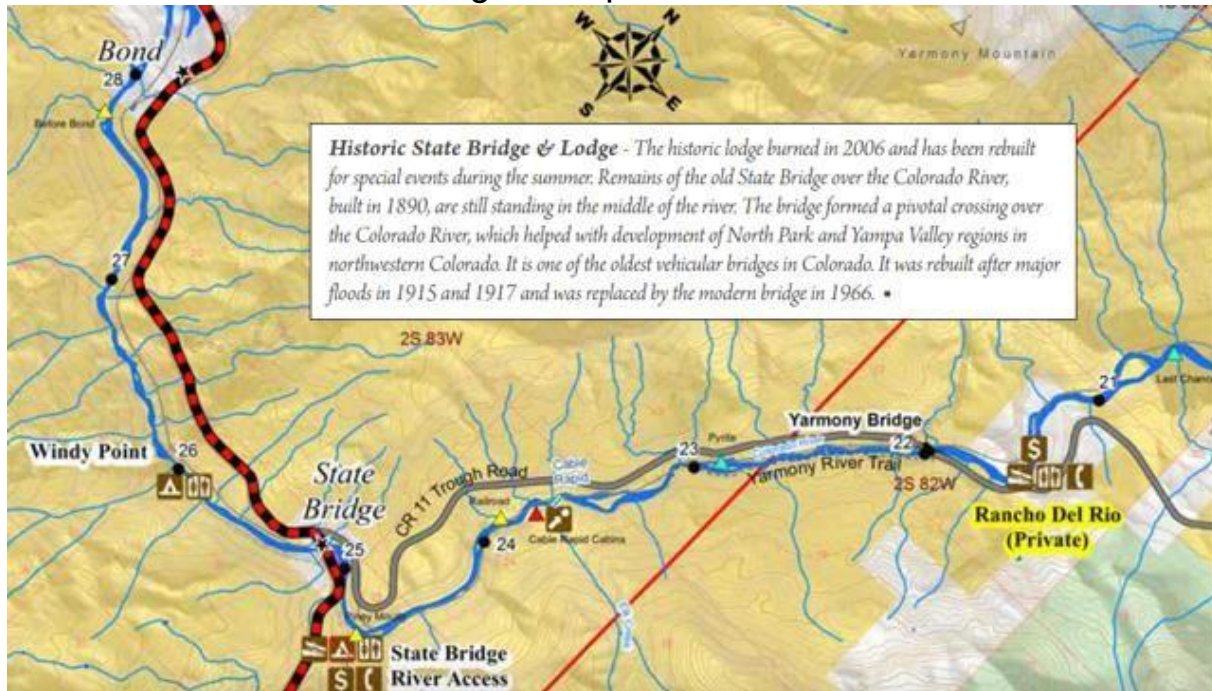 Bond
28
Before Bond
W
N
S
E
Yarmony Mountain
Historic State Bridge & Lodge - The historic lodge burned in 2006 and has been rebuilt
for special events during the summer. Remains of the old State Bridge over the Colorado River,
built in 1890, are still standing in the middle of the river. The bridge formed a pivotal crossing over
the Colorado River, which helped with development of North Park and Yampa Valley regions in
northwestern Colorado. It is one of the oldest vehicular bridges in Colorado. It was rebuilt after major
floods in 1915 and 1917 and was replaced by the modern bridge in 1966.
27
2S 83W
21
Last Chance
Windy Point
26
State
Bridge
CR 11 Trough Road
Cable
Rapid
Railroad
23
Pyrite
Yarmony Bridge
22
Yarmony River Trail
2S 82W
$
Rancho Del Rio
(Private)
24
Cable Rapid Cabins
25
Piney Mouth
State Bridge
River Access
$